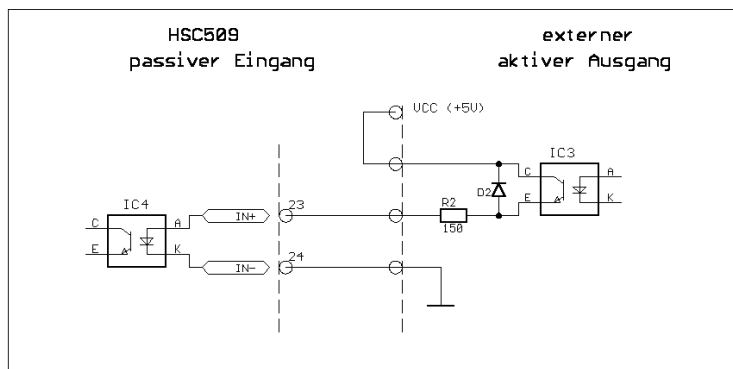 HSC509
passiver Eingang
externer
aktiver Ausgang
VCC (+5V)
IC3
C
A
E
K
D2
R2
150
IC4
C
A
E
K
IN+
23
IN-
24